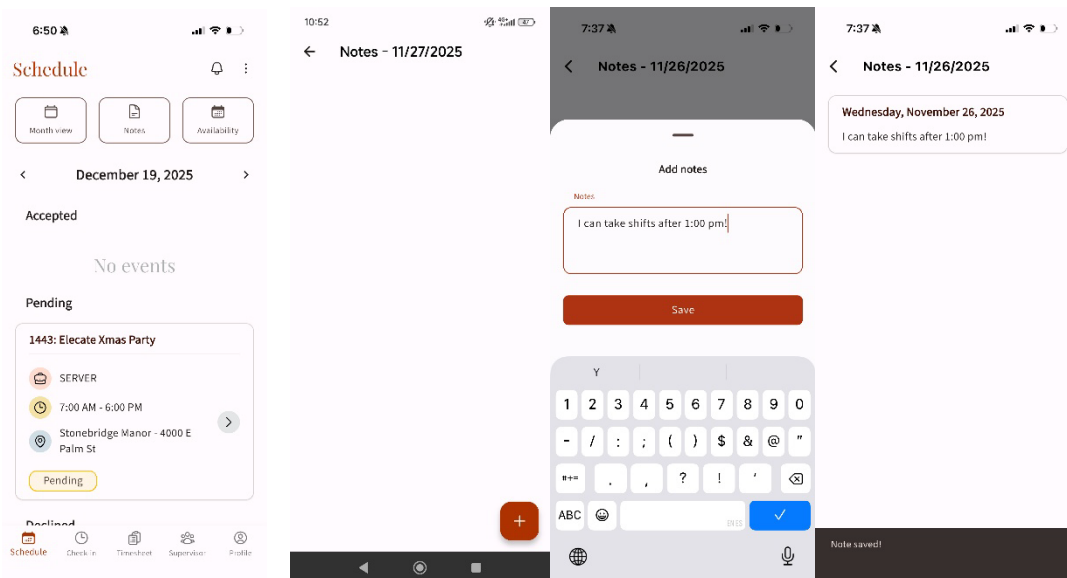 6:50
Schedule
Month view
Notes
Availability
December 19, 2025
Accepted
No events
Pending
1443: Elecate Xmas Party
SERVER
7:00 AM - 6:00 PM
Stonebridge Manor - 4000 E
Palm St
Pending
Declined
Schedule
Check-in
Timesheet
Supervisor
Profile
10:52
47
Notes - 11/27/2025
+
7:37
Notes - 11/26/2025
Add notes
Notes
I can take shifts after 1:00 pm!
Save
Y
1 2 3 4 5 6 7 8 9 0
- / : ; ( ) $ & @ "
#+= . , ? ! '
ABC
EN ES
7:37
Notes - 11/26/2025
Wednesday, November 26, 2025
I can take shifts after 1:00 pm!
Note saved!